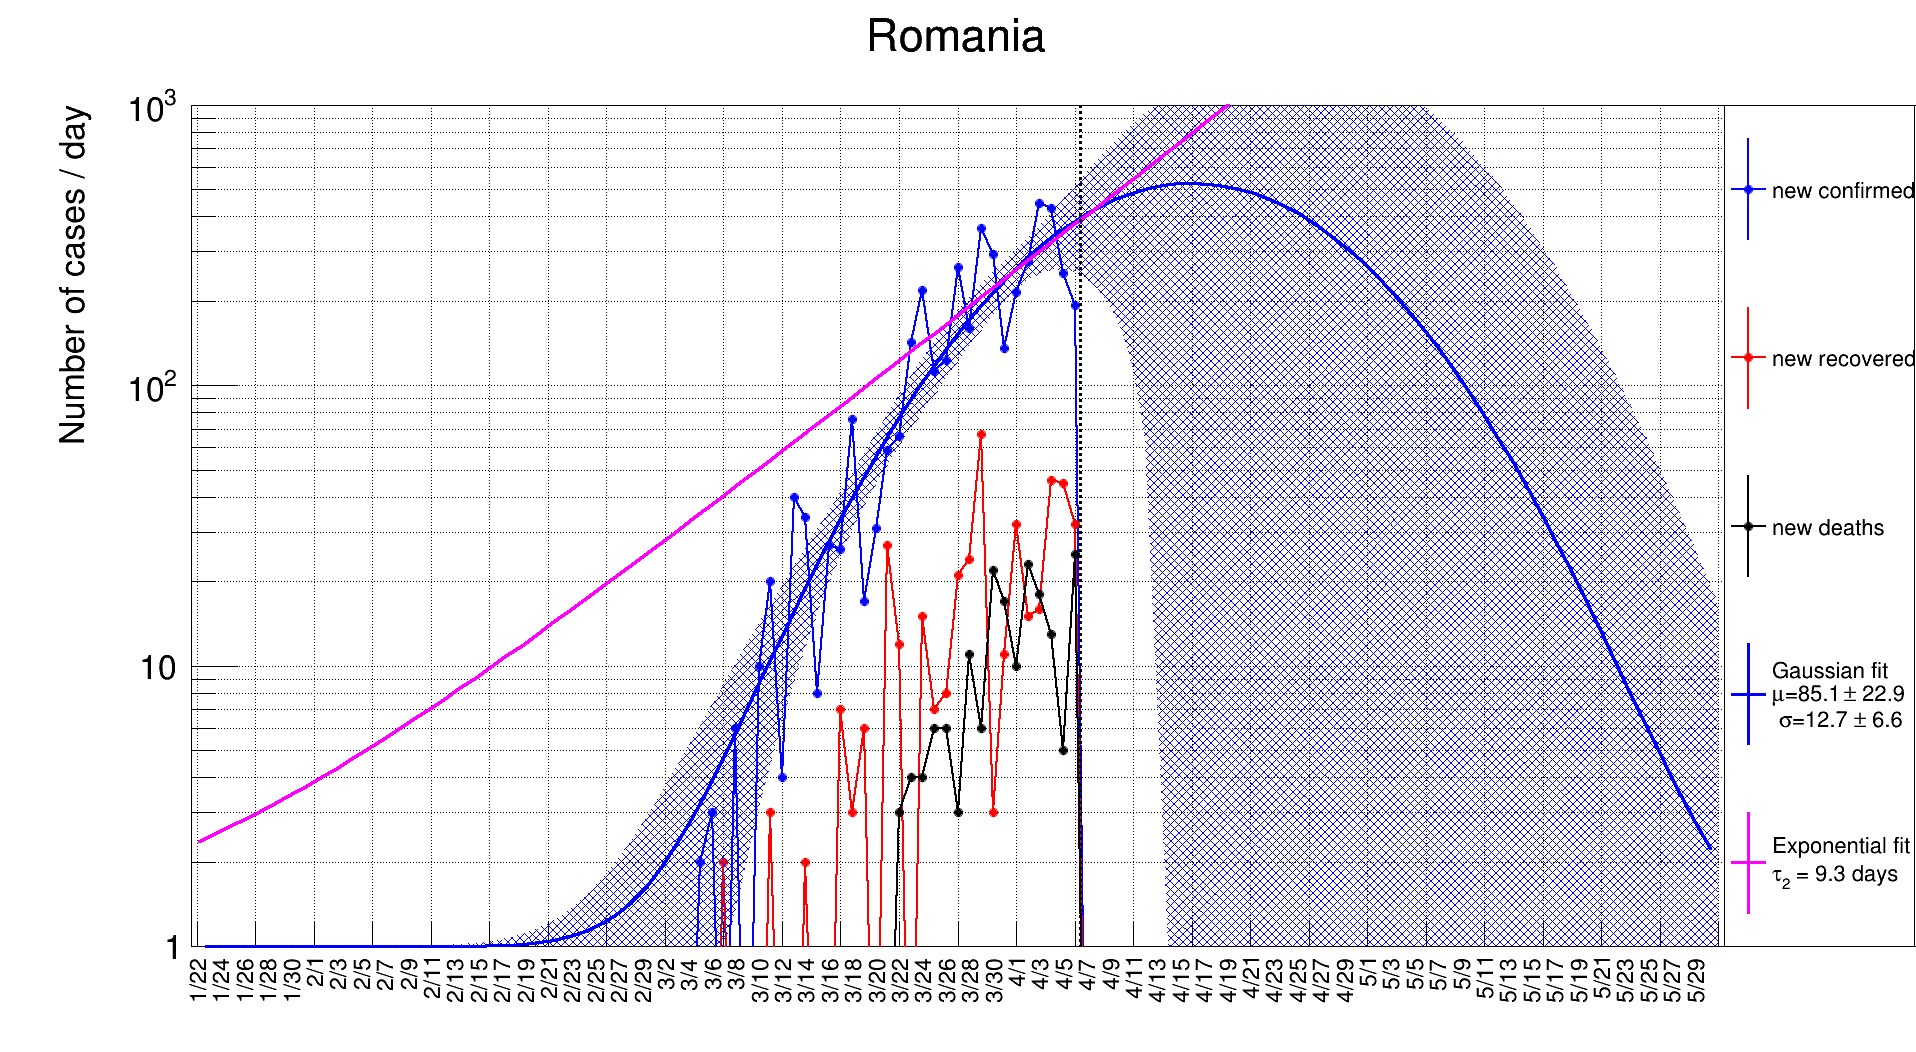 Romania
Number of cases / day
10³
10²
10
1
1/22 1/24 1/26 1/28 1/30 2/1 2/3 2/5 2/7 2/9 2/11 2/13 2/15 2/17 2/19 2/21 2/23 2/25 2/27 2/29 3/2 3/4 3/6 3/8 3/10 3/12 3/14 3/16 3/18 3/20 3/22 3/24 3/26 3/28 3/30 4/1 4/3 4/5 4/7 4/9 4/11 4/13 4/15 4/17 4/19 4/21 4/23 4/25 4/27 4/29 5/1 5/3 5/5 5/7 5/9 5/11 5/13 5/15 5/17 5/19 5/21 5/23 5/25 5/27 5/29
new confirmed
new recovered
new deaths
Gaussian fit
μ=85.1 ± 22.9
σ=12.7 ± 6.6
Exponential fit
τ₂ = 9.3 days